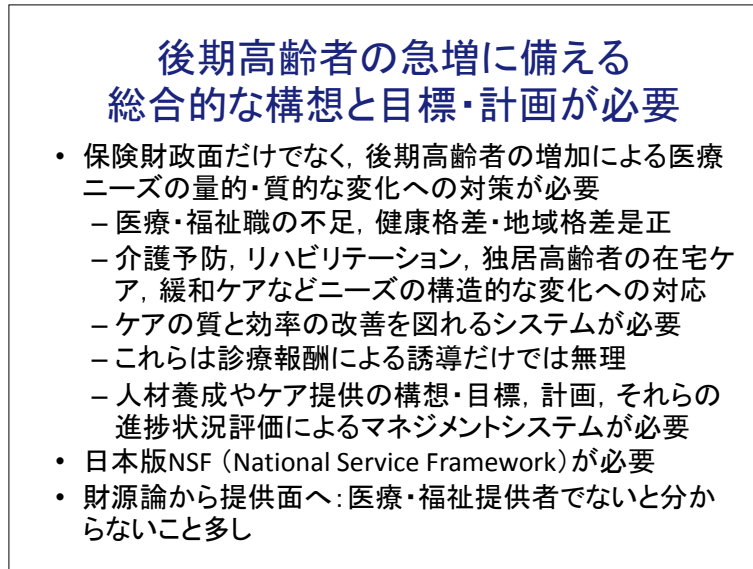 後期高齢者の急増に備える
総合的な構想と目標・計画が必要
• 保険財政面だけでなく，後期高齢者の増加による医療
ニーズの量的・質的な変化への対策が必要
– 医療・福祉職の不足，健康格差・地域格差是正
– 介護予防，リハビリテーション，独居高齢者の在宅ケ
ア，緩和ケアなどニーズの構造的な変化への対応
– ケアの質と効率の改善を図れるシステムが必要
– これらは診療報酬による誘導だけでは無理
– 人材養成やケア提供の構想・目標，計画，それらの
進捗状況評価によるマネジメントシステムが必要
• 日本版NSF（National Service Framework）が必要
• 財源論から提供面へ：医療・福祉提供者でないと分か
らないこと多し